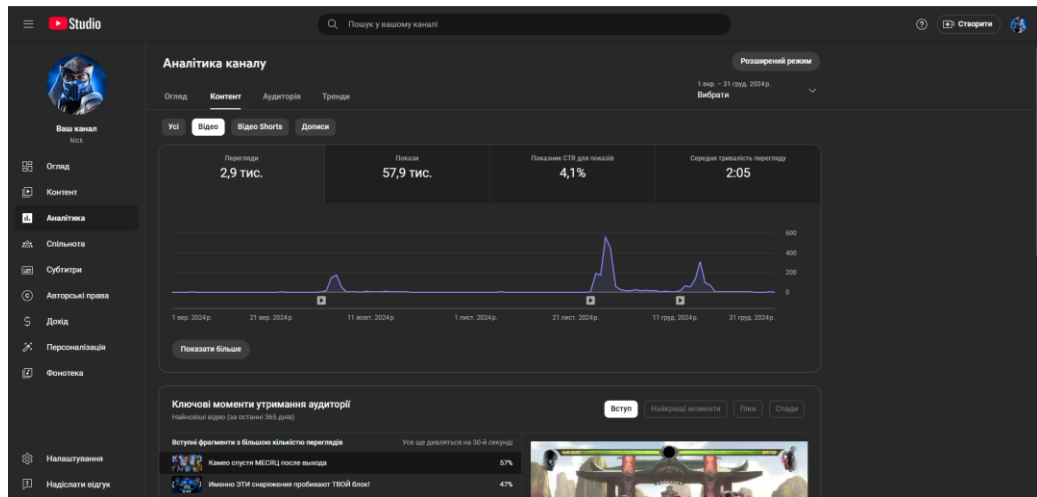 Studio
Пошук у вашому каналі
Створити
Ваш канал
Nick
Огляд
Контент
Аналітика
Спільнота
Субтитри
Авторські права
Дохід
Персоналізація
Фонотека
Налаштування
Надіслати відгук
Аналітика каналу
Розширений режим
Огляд Контент Аудиторія Тренди
1 вер. – 31 груд. 2024 р.
Вибрати
Усі Відео Відео Shorts Дописи
Перегляди Покази Показник CTR для показів Середня тривалість перегляду
2,9 тис. 57,9 тис. 4,1% 2:05
600
400
200
0
1 вер. 2024 р. 21 вер. 2024 р. 11 жовт. 2024 р. 1 лист. 2024 р. 21 лист. 2024 р. 11 груд. 2024 р. 31 груд. 2024 р.
Показати більше
Ключові моменти утримання аудиторії
Найновіші відео (за останні 365 днів)
Вступ Найкращі моменти Піки Спади
Вступні фрагменти з більшою кількістю переглядів Усе ще дивляться на 30-й секунді
Камео спустя МЕСЯЦ после выхода 57%
Именно ЭТИ снаряжения пробивают ТВОЙ блок! 47%